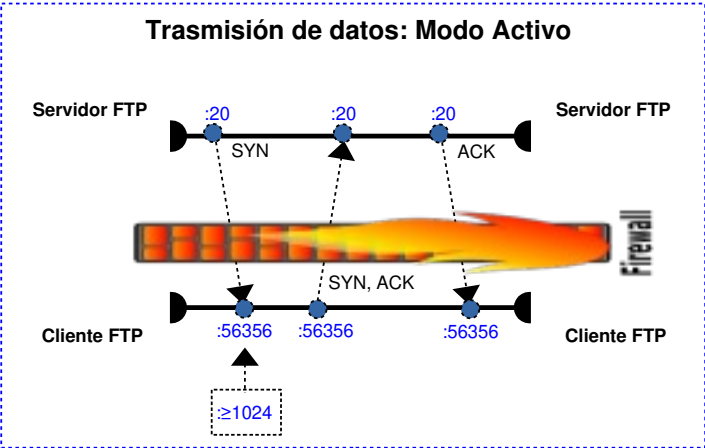 Trasmisión de datos: Modo Activo
Servidor FTP
:20
:20
:20
Servidor FTP
SYN
ACK
Firewall
SYN, ACK
Cliente FTP
:56356
:56356
:56356
Cliente FTP
:≥1024